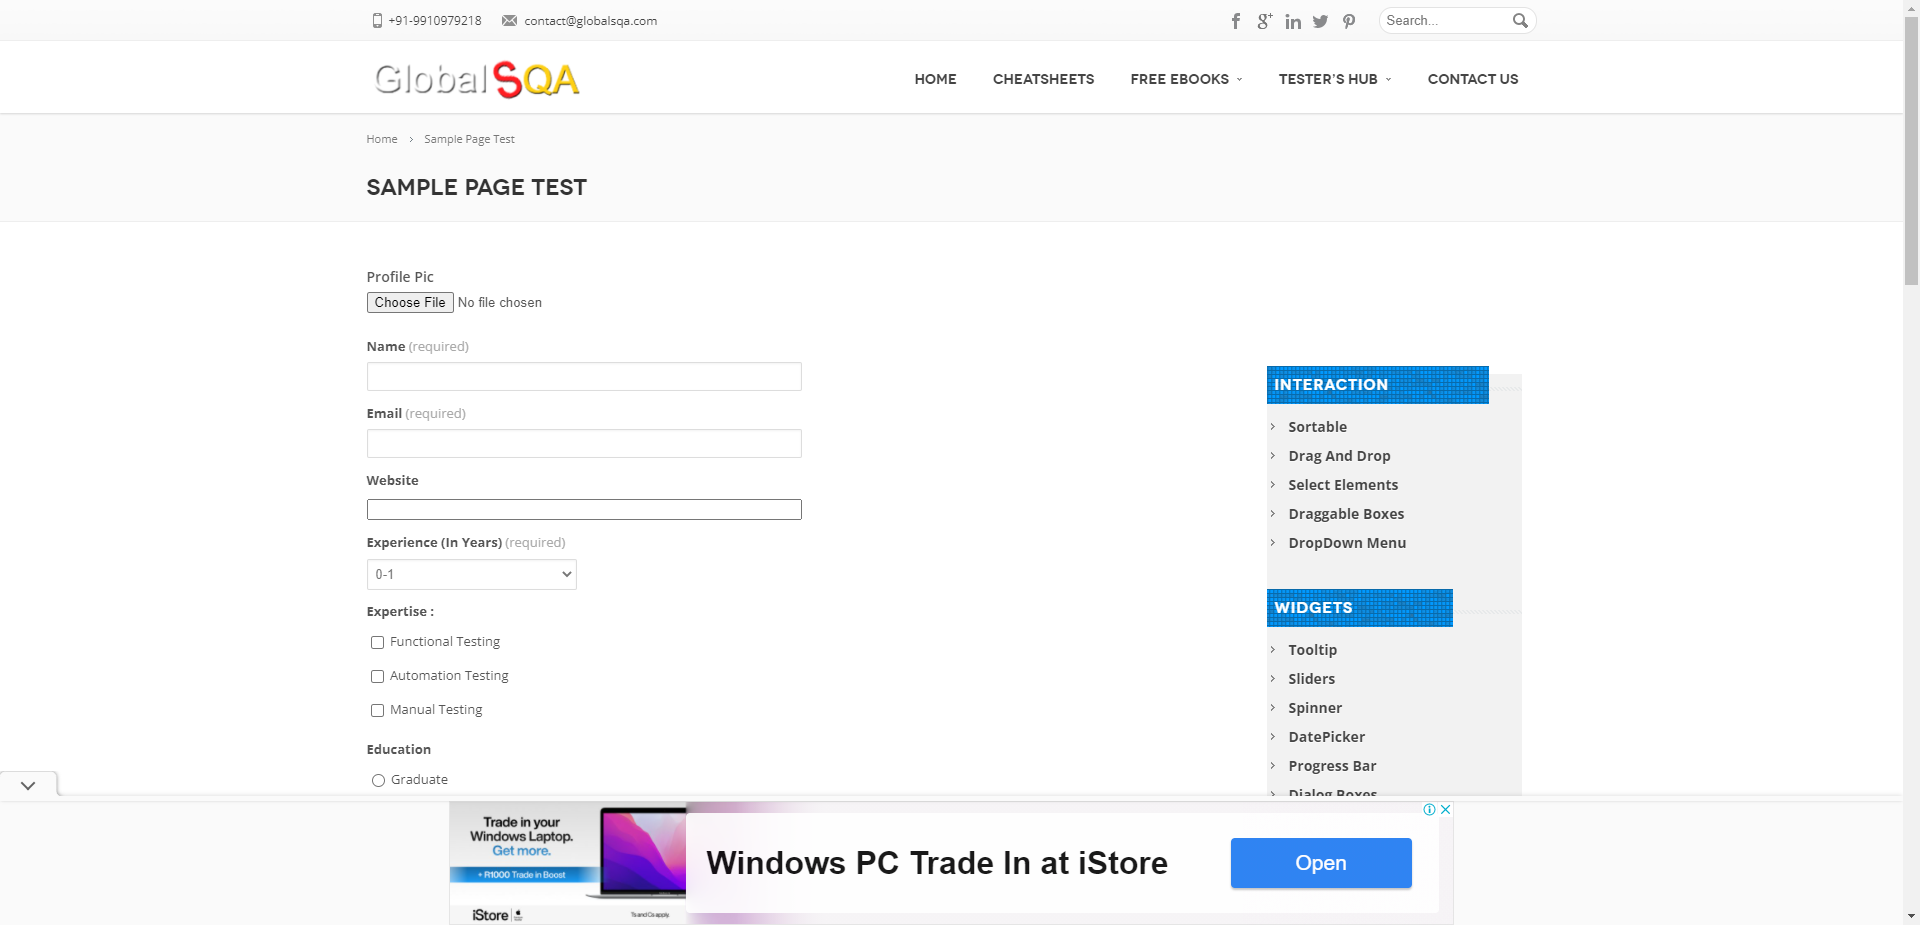 +91-9910979218 contact@globalsqa.com Search...
GlobalSQA HOME CHEATSHEETS FREE EBOOKS TESTER'S HUB CONTACT US
Home › Sample Page Test
SAMPLE PAGE TEST
Profile Pic
Choose File No file chosen
Name (required)
Email (required)
Website
Experience (In Years) (required)
0-1
Expertise :
Functional Testing
Automation Testing
Manual Testing
Education
Graduate
INTERACTION
Sortable
Drag And Drop
Select Elements
Draggable Boxes
DropDown Menu
WIDGETS
Tooltip
Sliders
Spinner
DatePicker
Progress Bar
Dialog Boxes
Trade in your
Windows Laptop.
Get more.
+ R1000 Trade in Boost
iStore
Ts and Cs apply.
Windows PC Trade In at iStore
Open